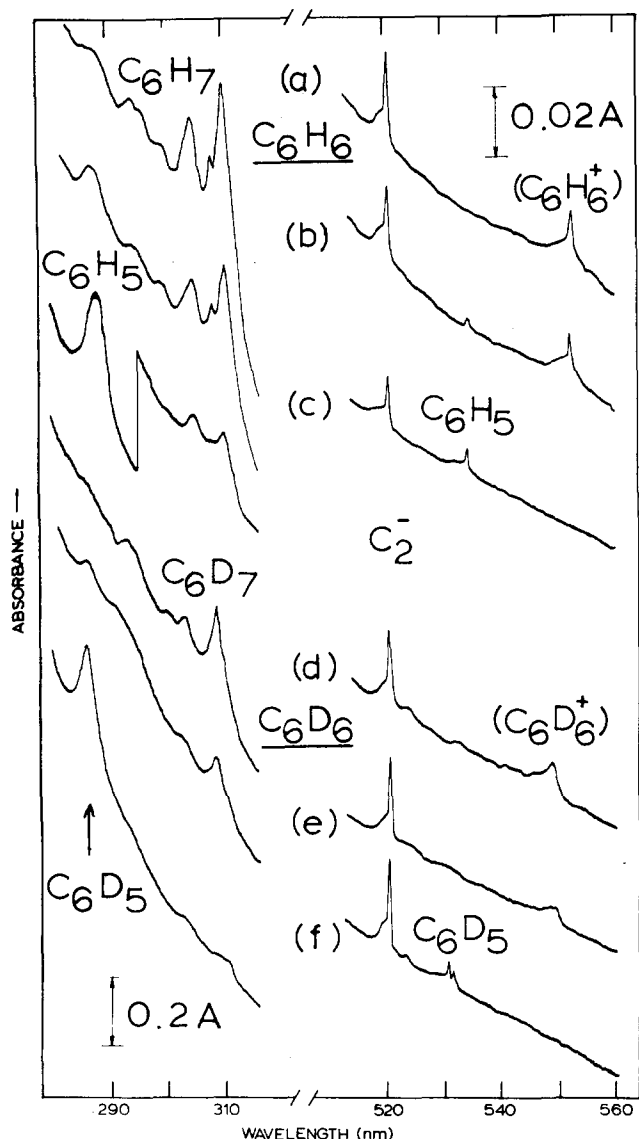 C6H7
(a)
0.02A
C6H6
(C6H6+)
(b)
C6H5
(c)
C6H5
C2-
ABSORBANCE →
C6D7
(d)
C6D6
(C6D6+)
(e)
C6D5
(f)
C6D5
0.2A
290
310
520
540
560
WAVELENGTH (nm)